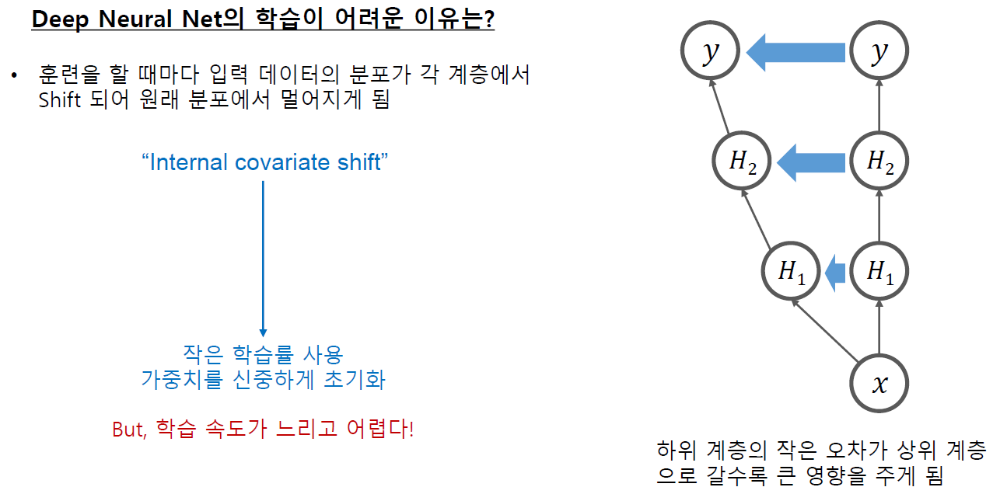 Deep Neural Net의 학습이 어려운 이유는?
• 훈련을 할 때마다 입력 데이터의 분포가 각 계층에서
Shift 되어 원래 분포에서 멀어지게 됨
“Internal covariate shift”
작은 학습률 사용
가중치를 신중하게 초기화
But, 학습 속도가 느리고 어렵다!
y
y
H₂
H₂
H₁
H₁
x
하위 계층의 작은 오차가 상위 계층
으로 갈수록 큰 영향을 주게 됨